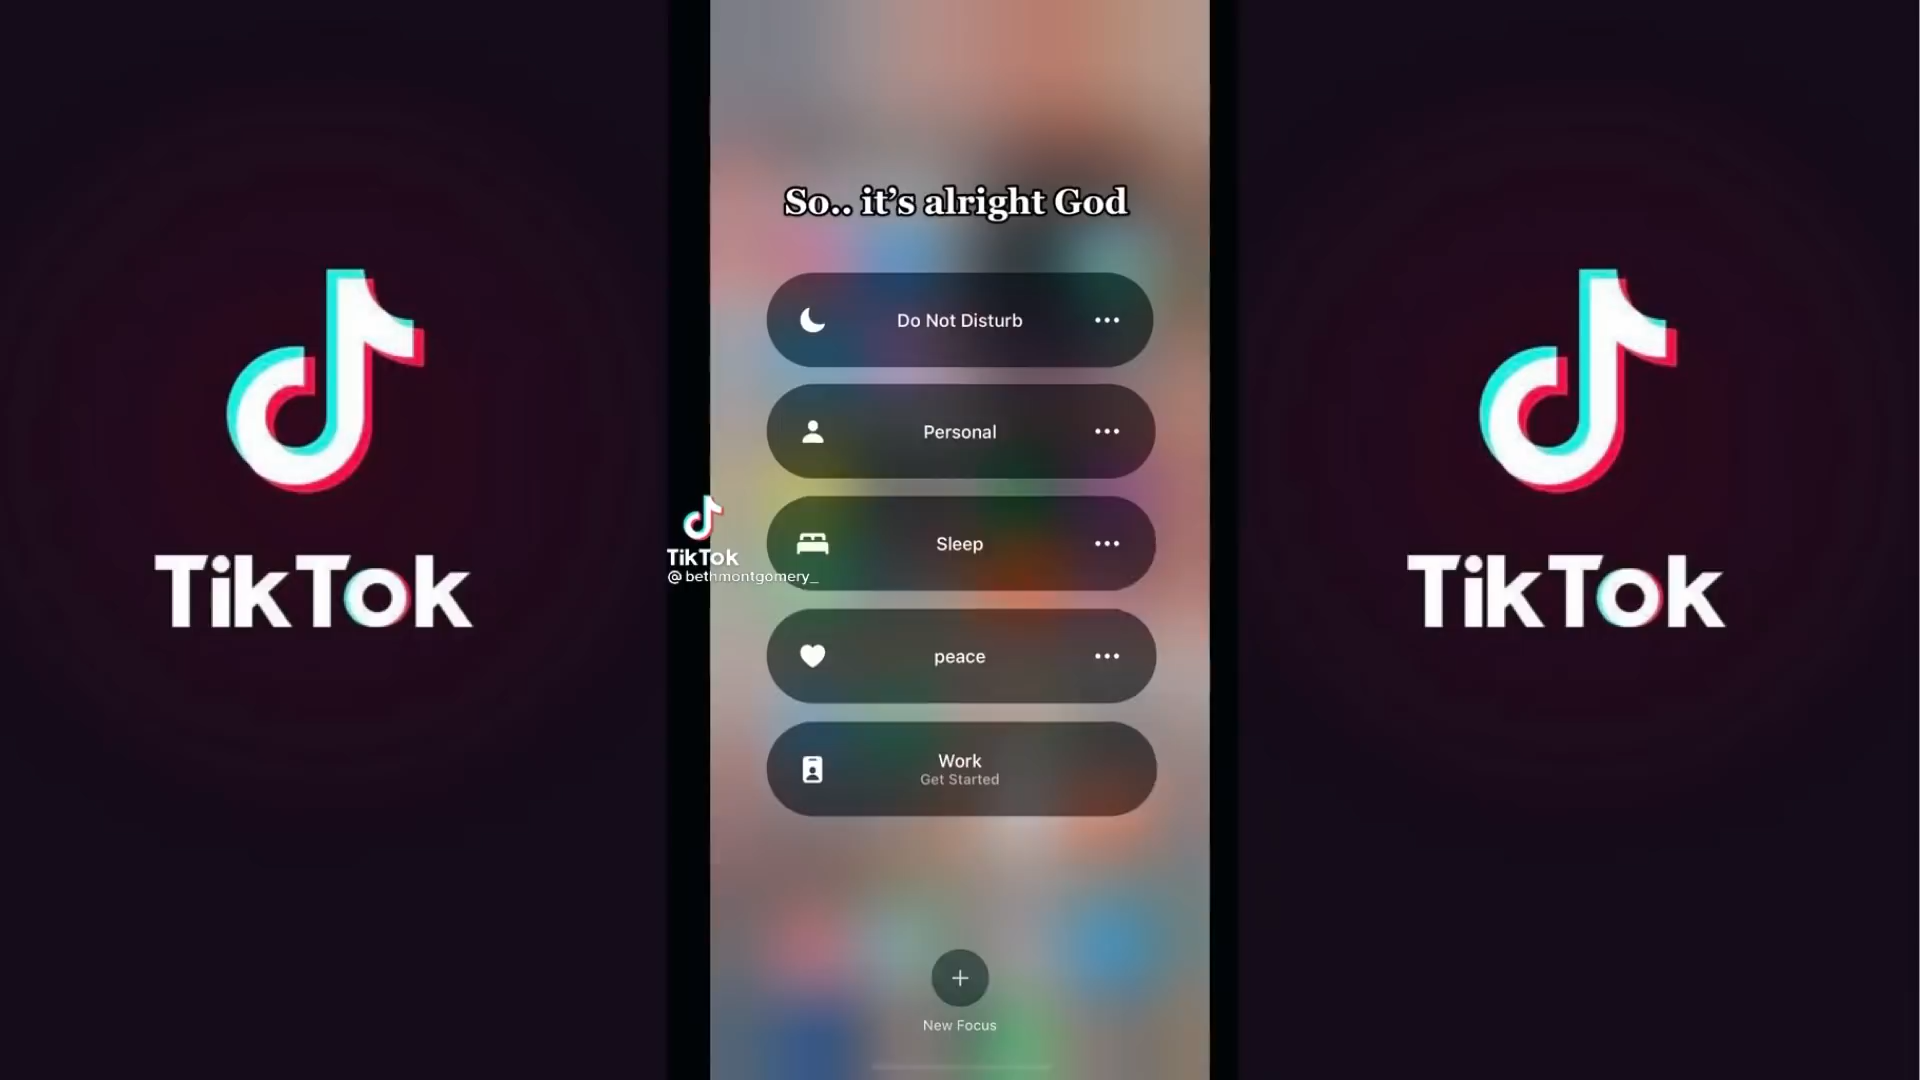 So.. it's alright God
Do Not Disturb
Personal
Sleep
peace
Work
Get Started
New Focus
TikTok
@bethmontgomery_
TikTok
TikTok